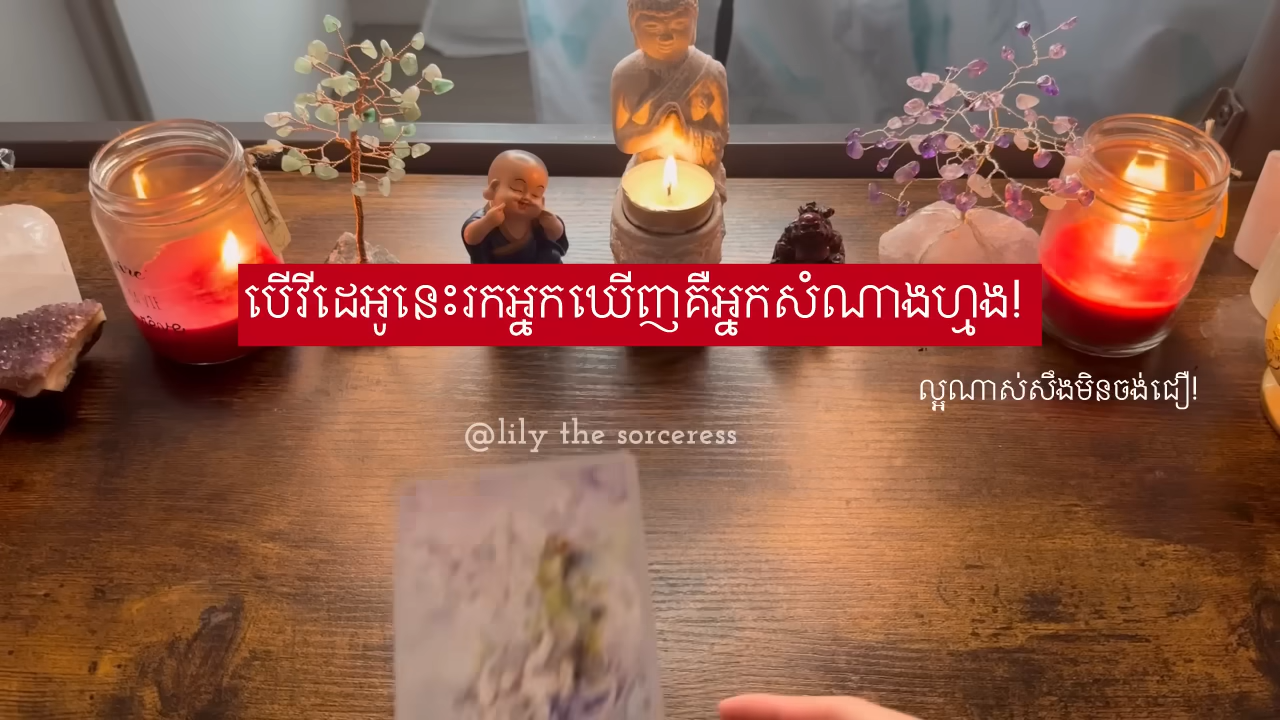 បើវីដេអូនេះរកអ្នកឃើញគឺអ្នកសំណាងហ្មង!
ល្អណាស់សឹងមិនចង់ជឿ!
@lily the sorceress